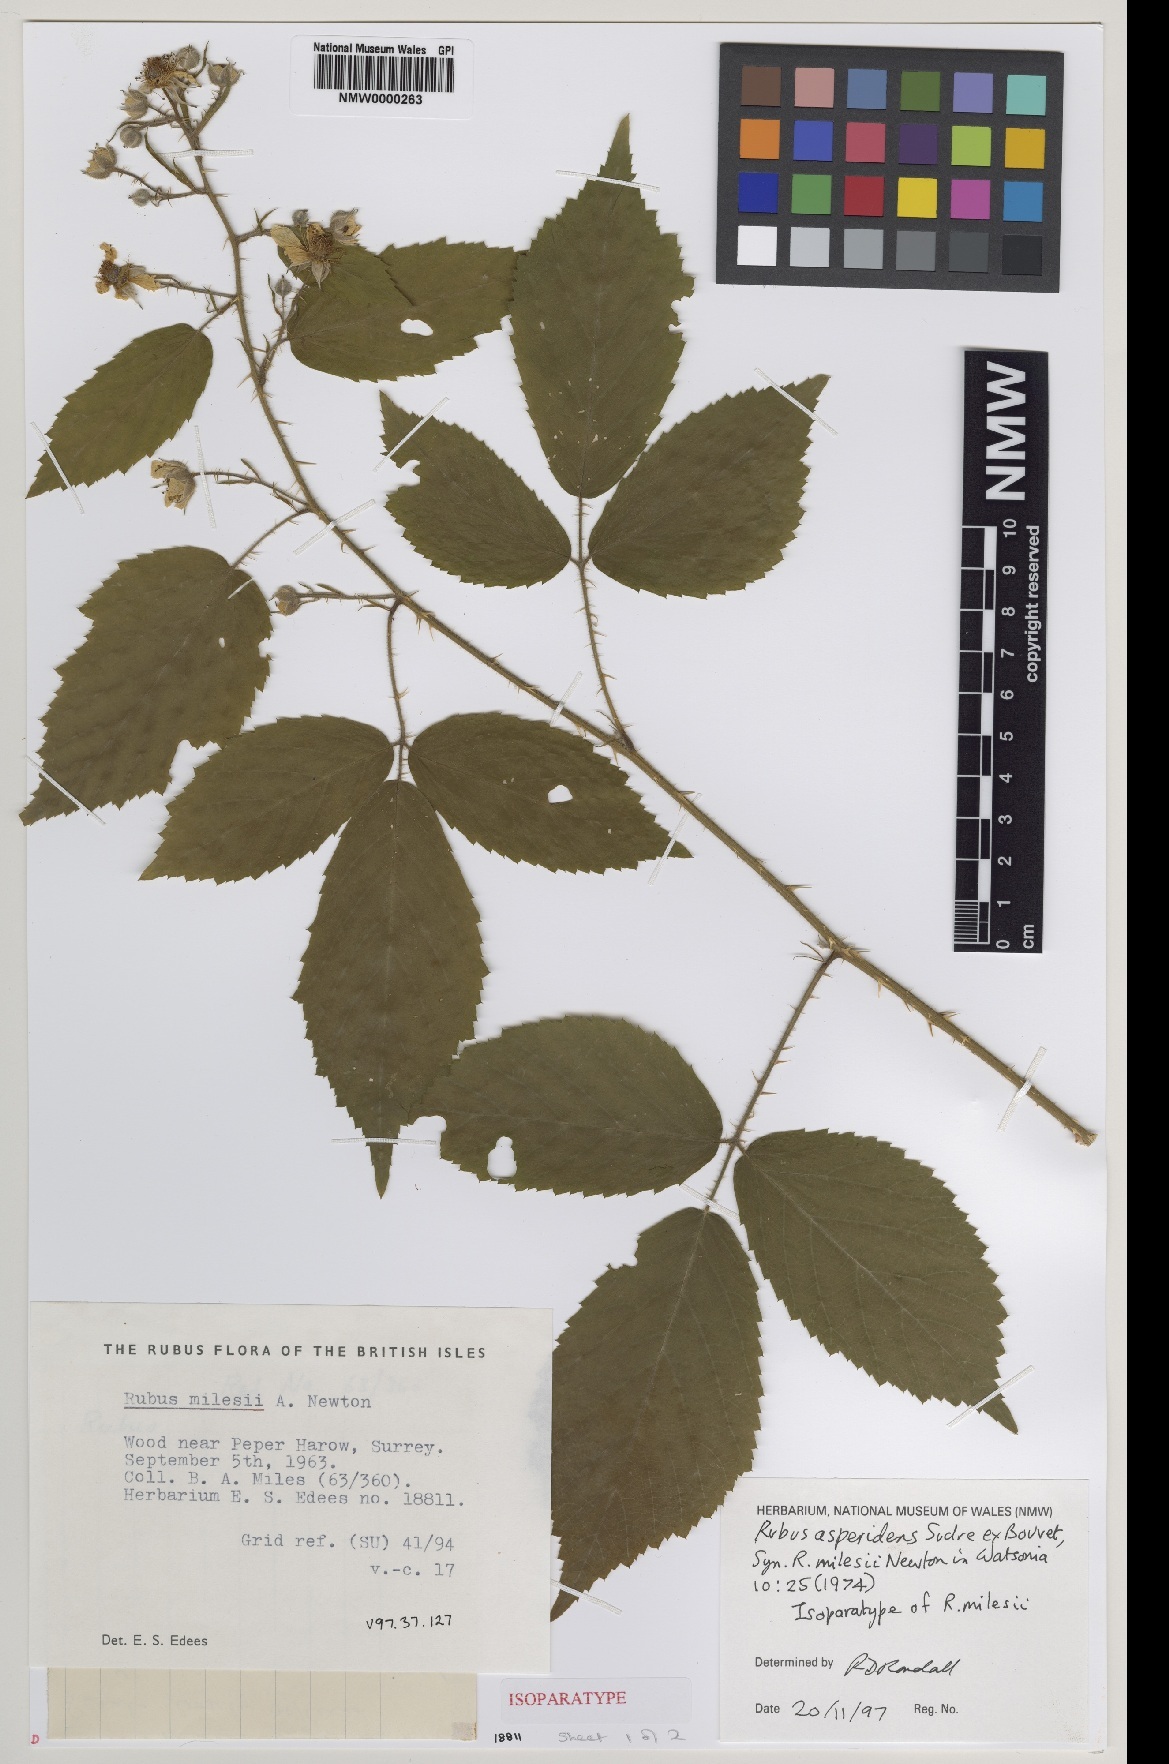 National Museum Wales GPI
NMW0000263
NMW
copyright reserved
10
9
8
7
6
5
4
3
2
1
0
cm
THE RUBUS FLORA OF THE BRITISH ISLES
Rubus milesii A. Newton
Wood near Peper Harow, Surrey.
September 5th, 1963.
Coll. B. A. Miles (63/360).
Herbarium E. S. Edees no. 18811.
Grid ref. (SU) 41/94
v.-c. 17
V97.37.127
Det. E. S. Edees
HERBARIUM, NATIONAL MUSEUM OF WALES (NMW)
Rubus asperidens Sudre ex Bouvet,
Syn. R. milesii Newton in Watsonia
10:25 (1974)
Isoparatype of R. milesii
Determined by
Date 20/11/97 Reg. No.
ISOPARATYPE
D
18811 Sheet 1 of 2